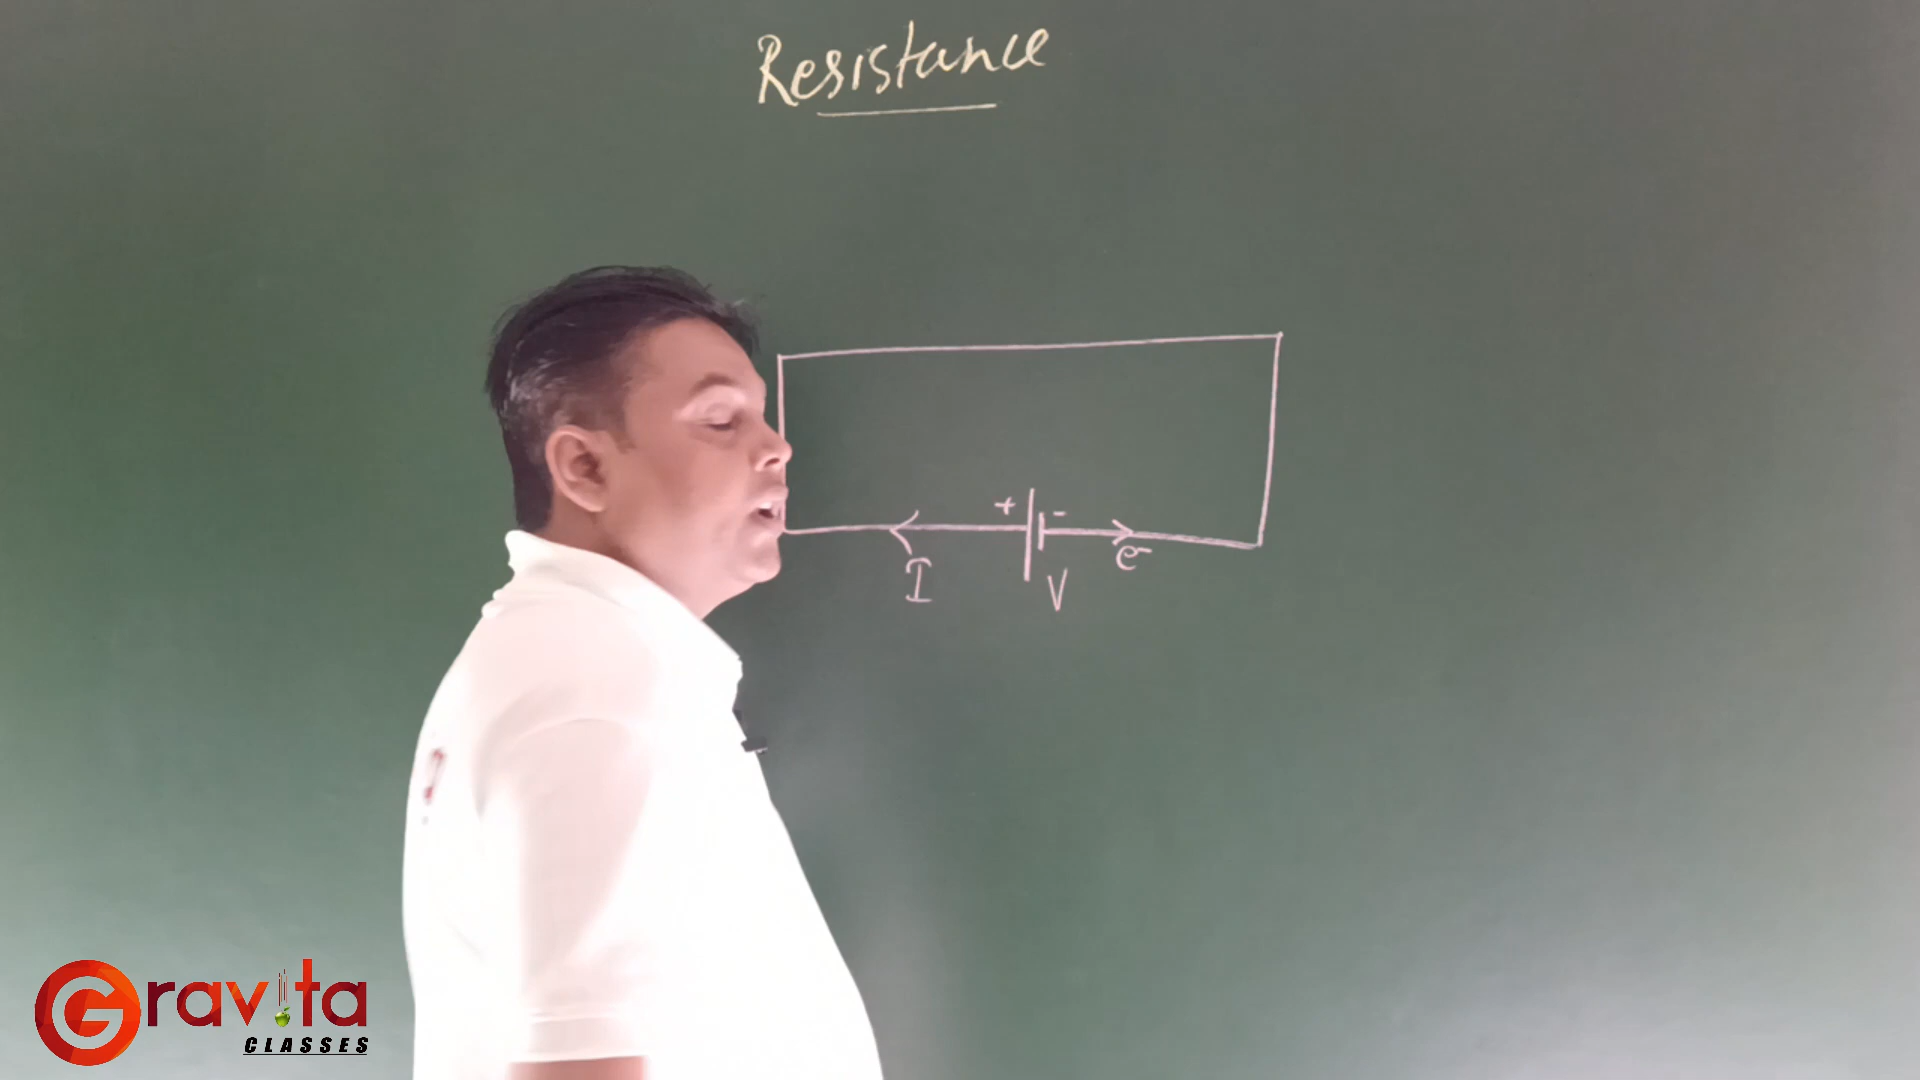 Resistance
+ -
I V e-
Gravita
CLASSES